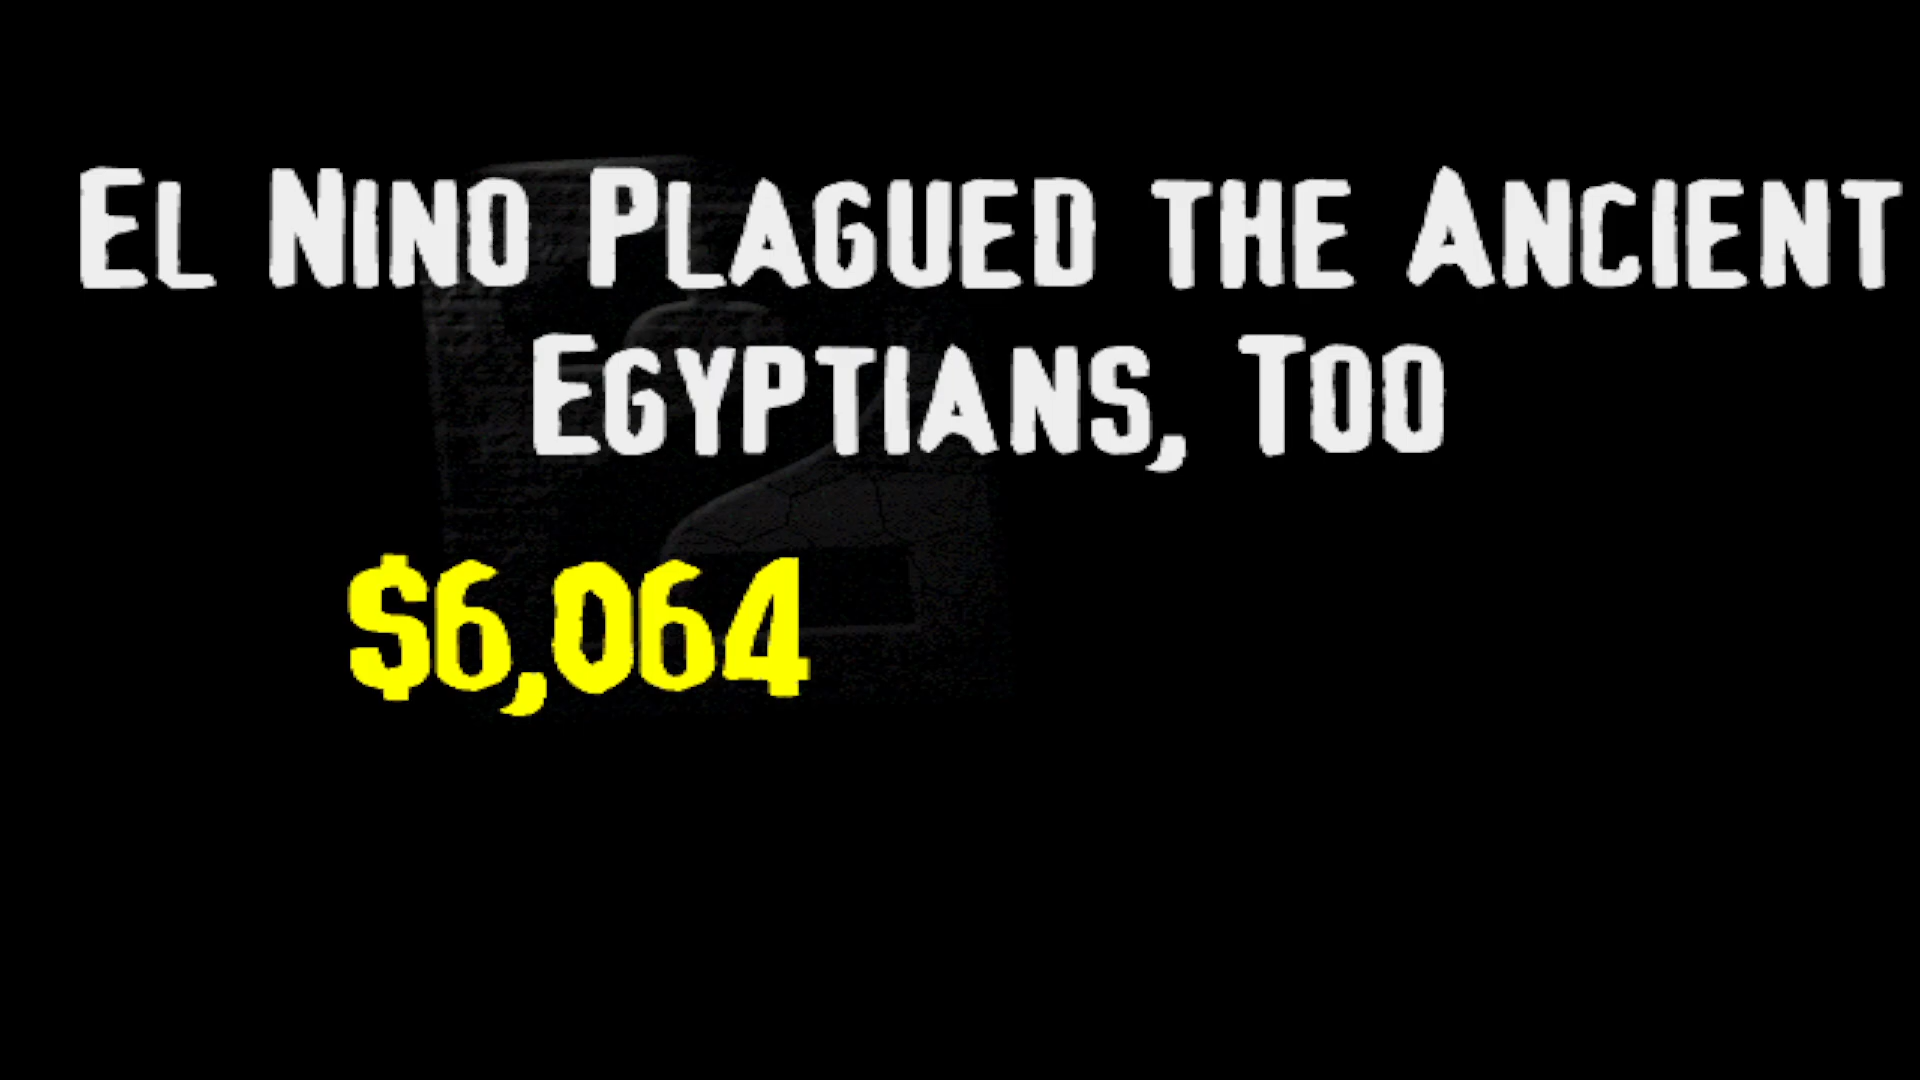 El Nino Plagued the Ancient
Egyptians, Too
$6,064